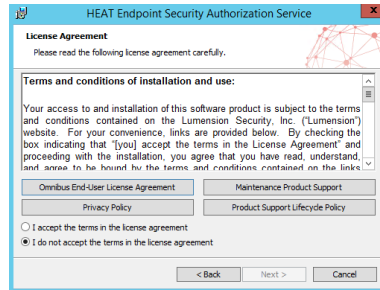 HEAT Endpoint Security Authorization Service
X
License Agreement
Please read the following license agreement carefully.
Terms and conditions of installation and use:
Your access to and installation of this software product is subject to the terms
and conditions contained on the Lumension Security, Inc. ("Lumension")
website. For your convenience, links are provided below. By checking the
box indicating that "[you] accept the terms in the License Agreement" and
proceeding with the installation, you agree that you have read, understand,
and agree to be bound by the terms and conditions contained on the links
Omnibus End-User License Agreement
Maintenance Product Support
Privacy Policy
Product Support Lifecycle Policy
I accept the terms in the license agreement
I do not accept the terms in the license agreement
< Back
Next >
Cancel